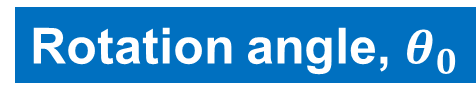 Rotation angle, θ₀